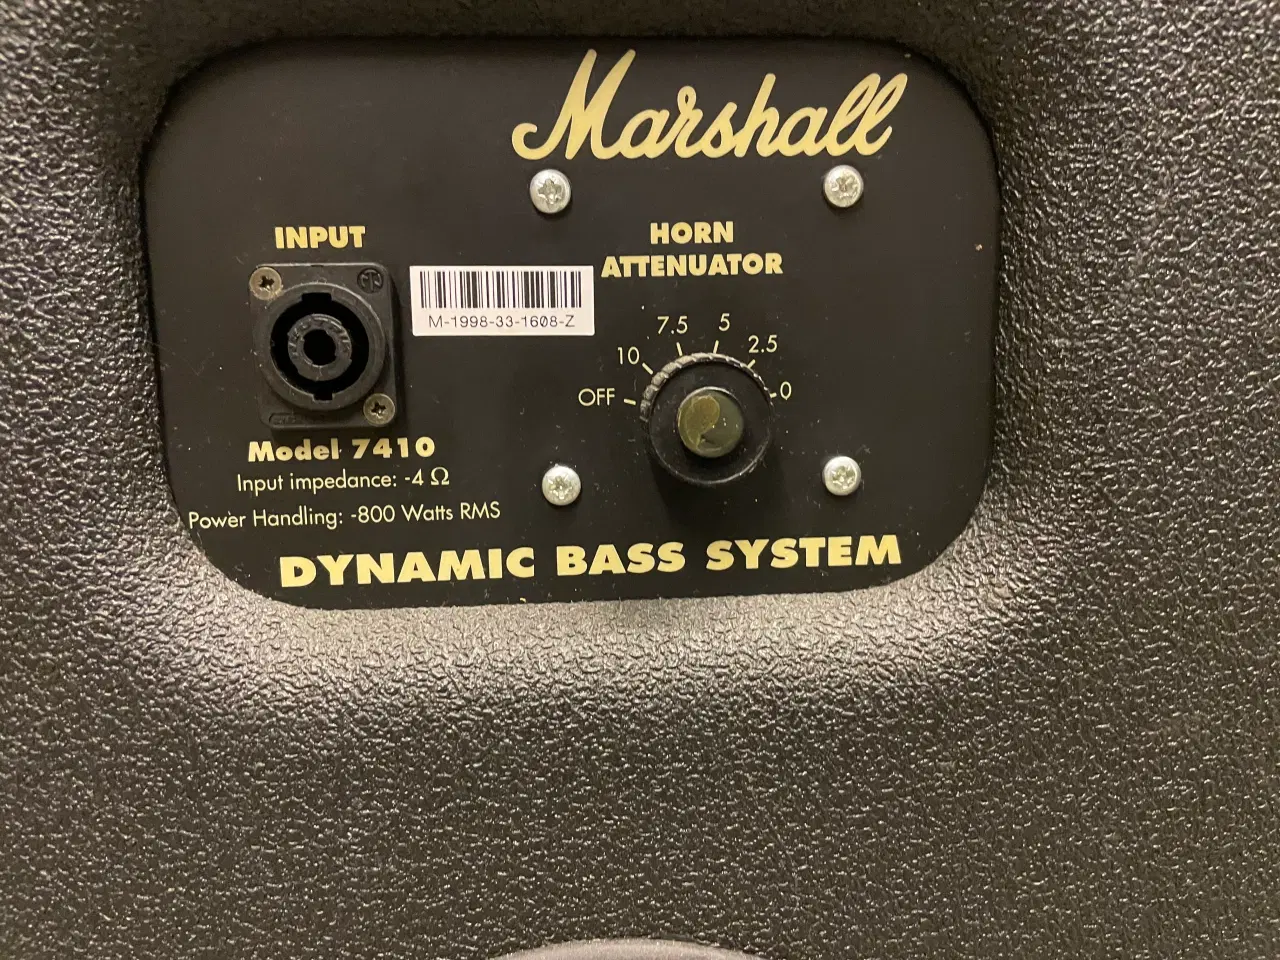 Marshall
INPUT
M-1998-33-1608-Z
HORN
ATTENUATOR
OFF
10
7.5
5
2.5
0
Model 7410
Input impedance: -4 Ω
Power Handling: -800 Watts RMS
DYNAMIC BASS SYSTEM